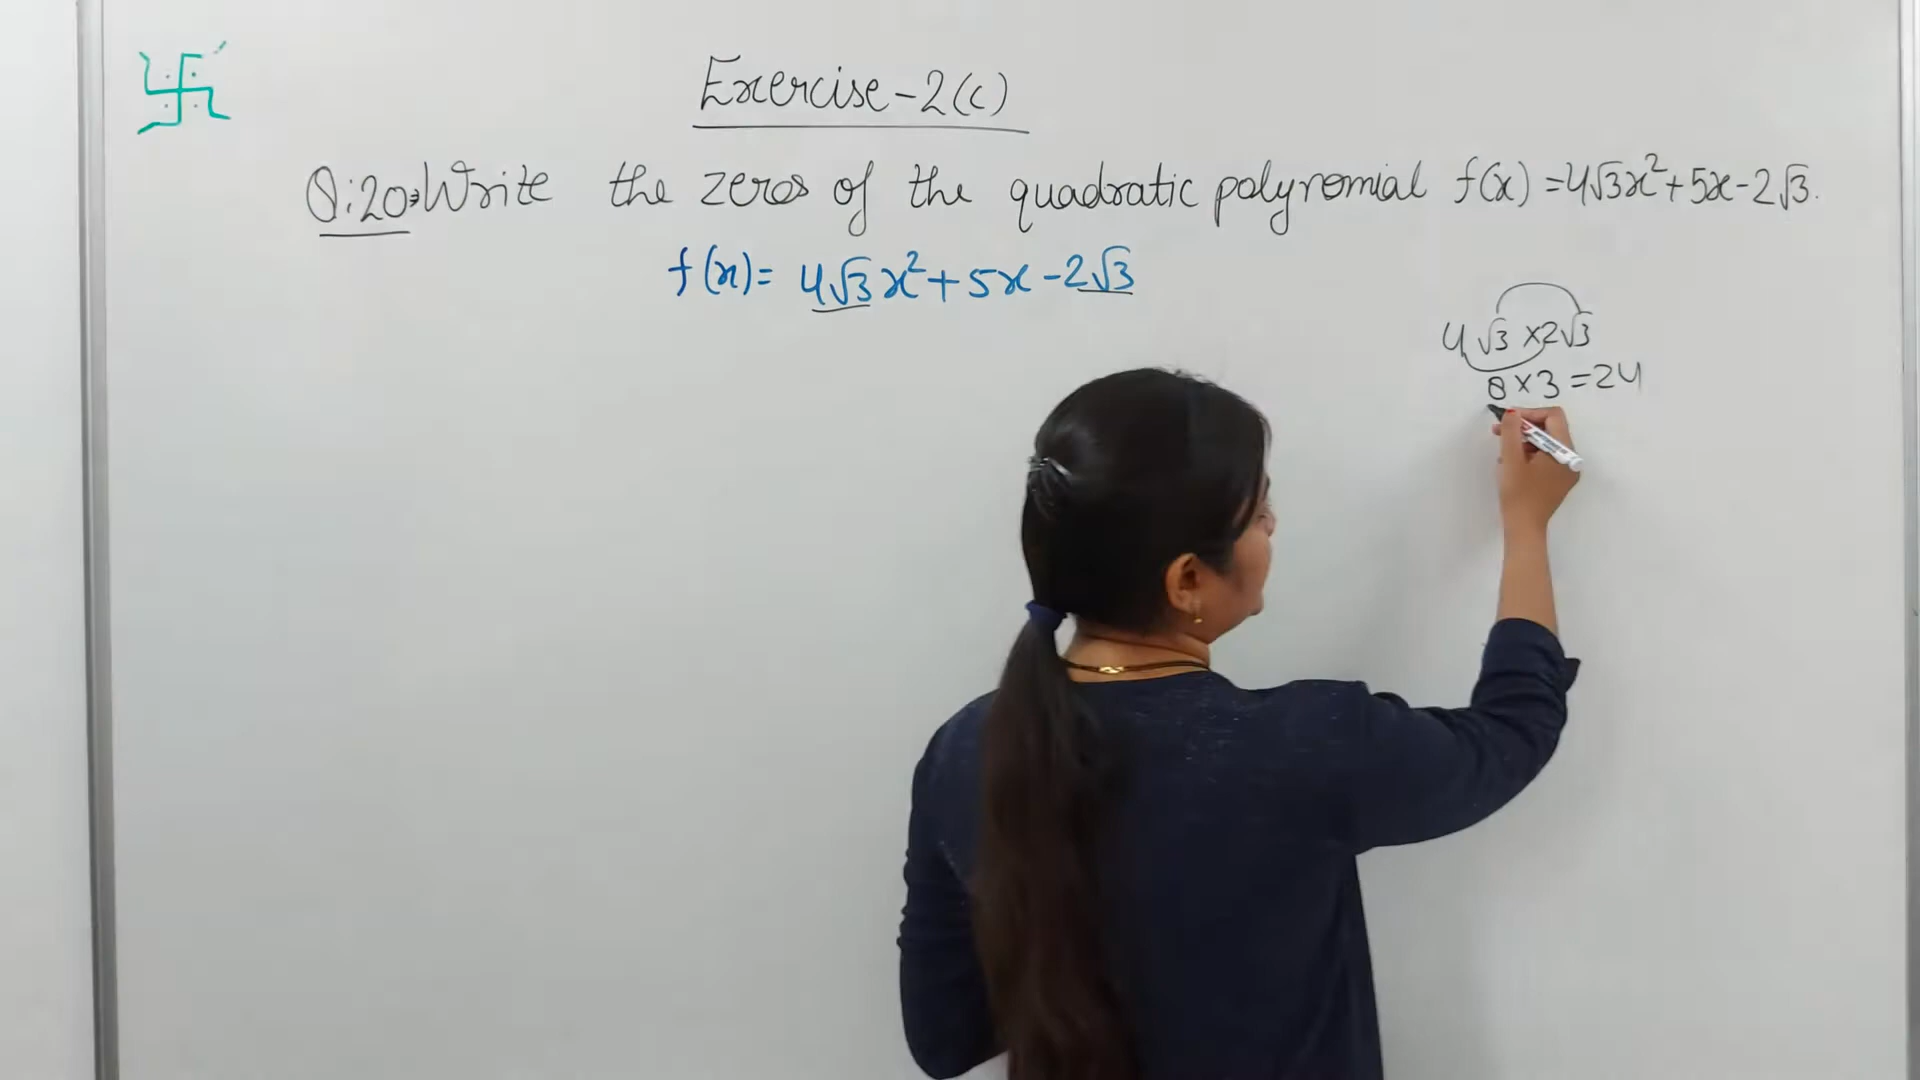 Exercise-2(c)
Q:20→Write the zeros of the quadratic polynomial f(x) =4√3x²+5x-2√3.
f(x)= 4√3x²+5x-2√3
4√3×2√3
8×3=24